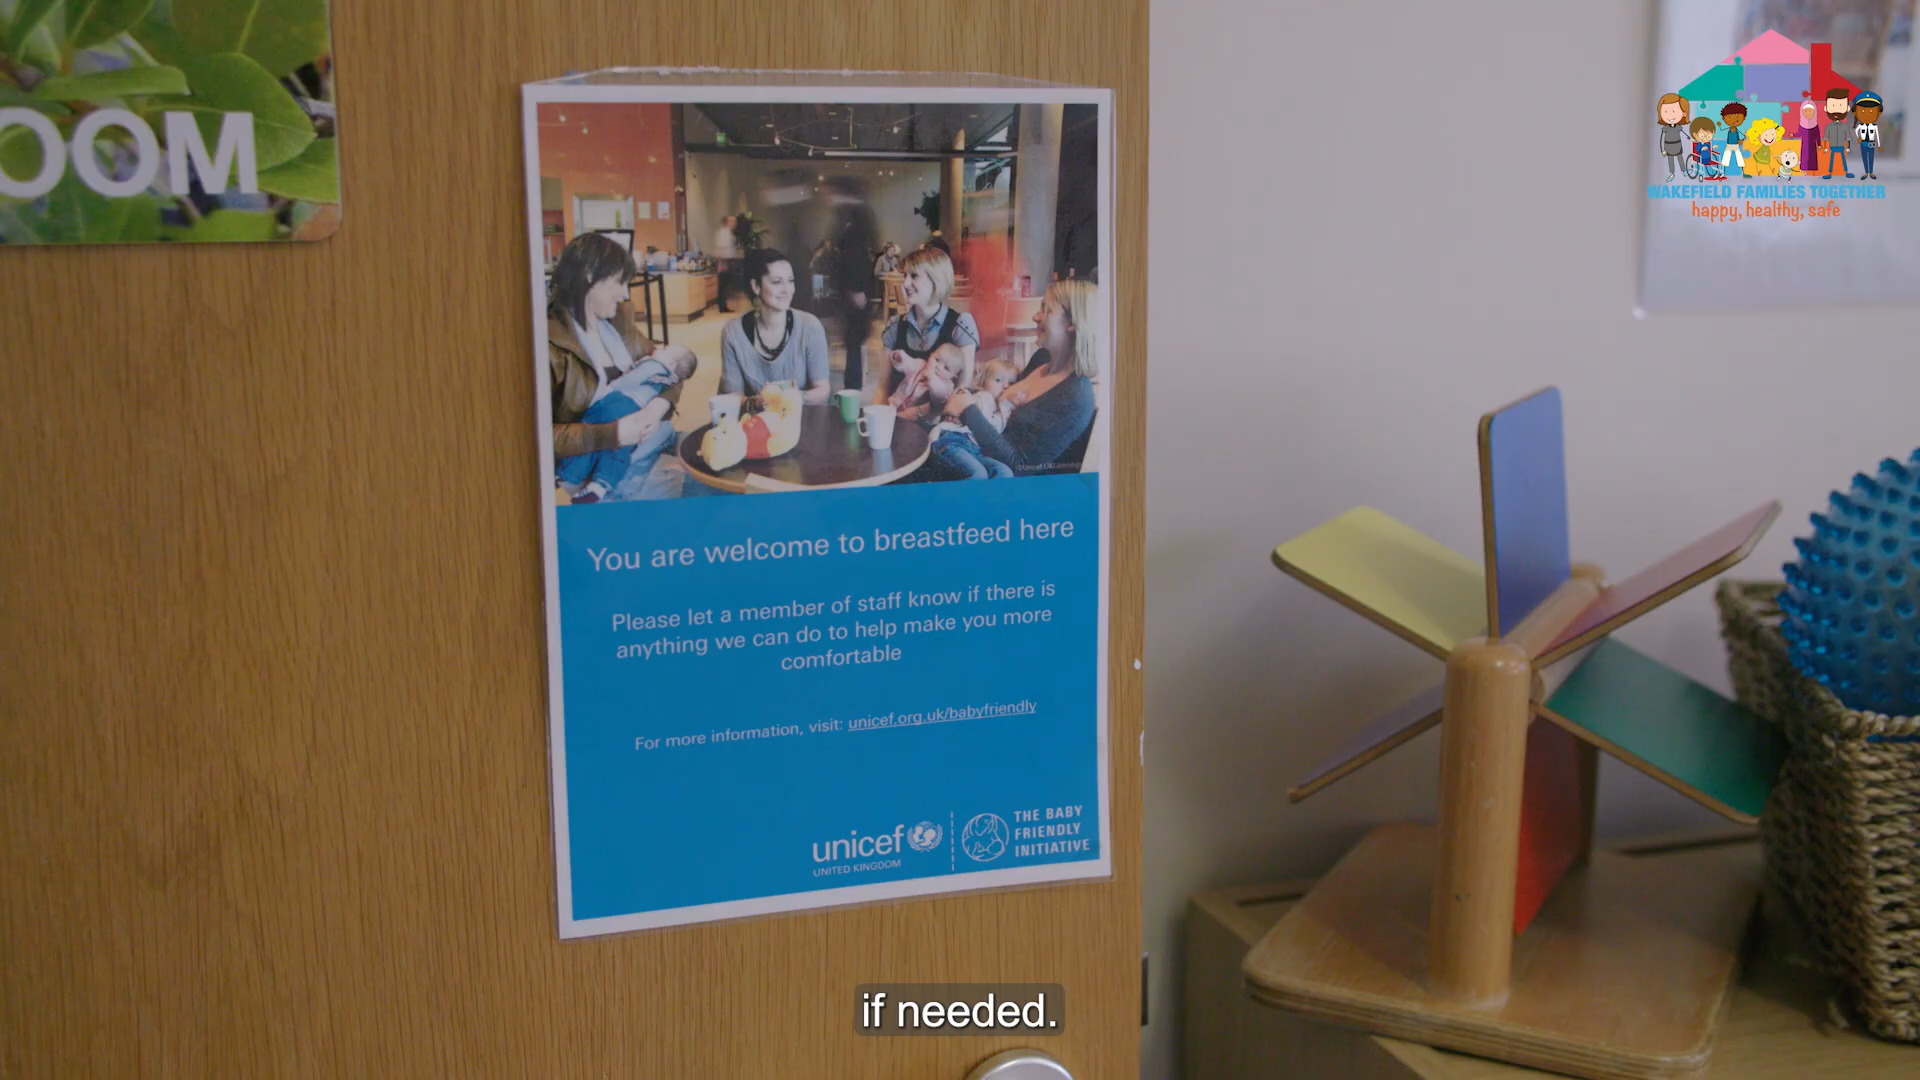 OOM
WAKEFIELD FAMILIES TOGETHER
happy, healthy, safe
You are welcome to breastfeed here
Please let a member of staff know if there is
anything we can do to help make you more
comfortable
For more information, visit: unicef.org.uk/babyfriendly
unicef
UNITED KINGDOM
THE BABY
FRIENDLY
INITIATIVE
if needed.